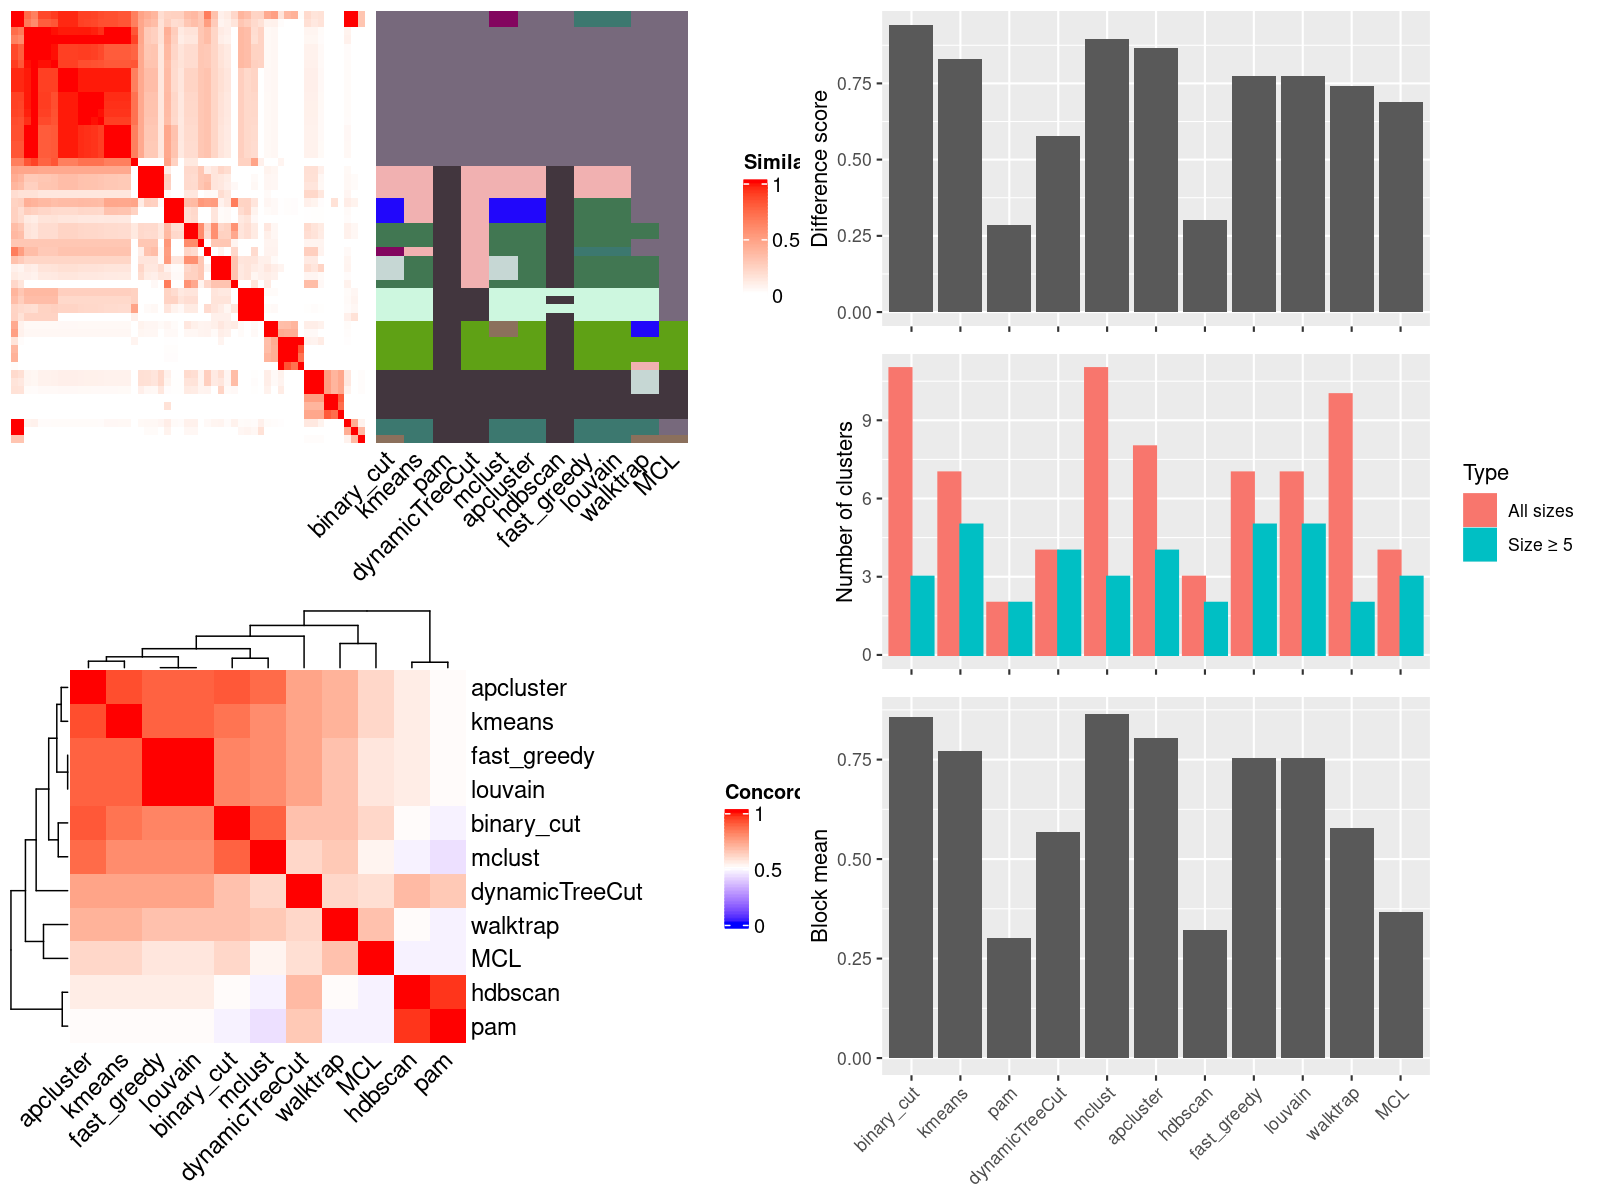 Simila
1
0.5
0
binary_cut
kmeans
pam
dynamicTreeCut
mclust
apcluster
hdbscan
fast_greedy
louvain
walktrap
MCL
apcluster
kmeans
fast_greedy
louvain
binary_cut
mclust
dynamicTreeCut
walktrap
MCL
hdbscan
pam
Concord
1
0.5
0
apcluster
kmeans
fast_greedy
louvain
binary_cut
mclust
dynamicTreeCut
walktrap
MCL
hdbscan
pam
Difference score
0.75
0.50
0.25
0.00
Number of clusters
9
6
3
0
Type
All sizes
Size ≥ 5
Block mean
0.75
0.50
0.25
0.00
binary_cut
kmeans
pam
dynamicTreeCut
mclust
apcluster
hdbscan
fast_greedy
louvain
walktrap
MCL